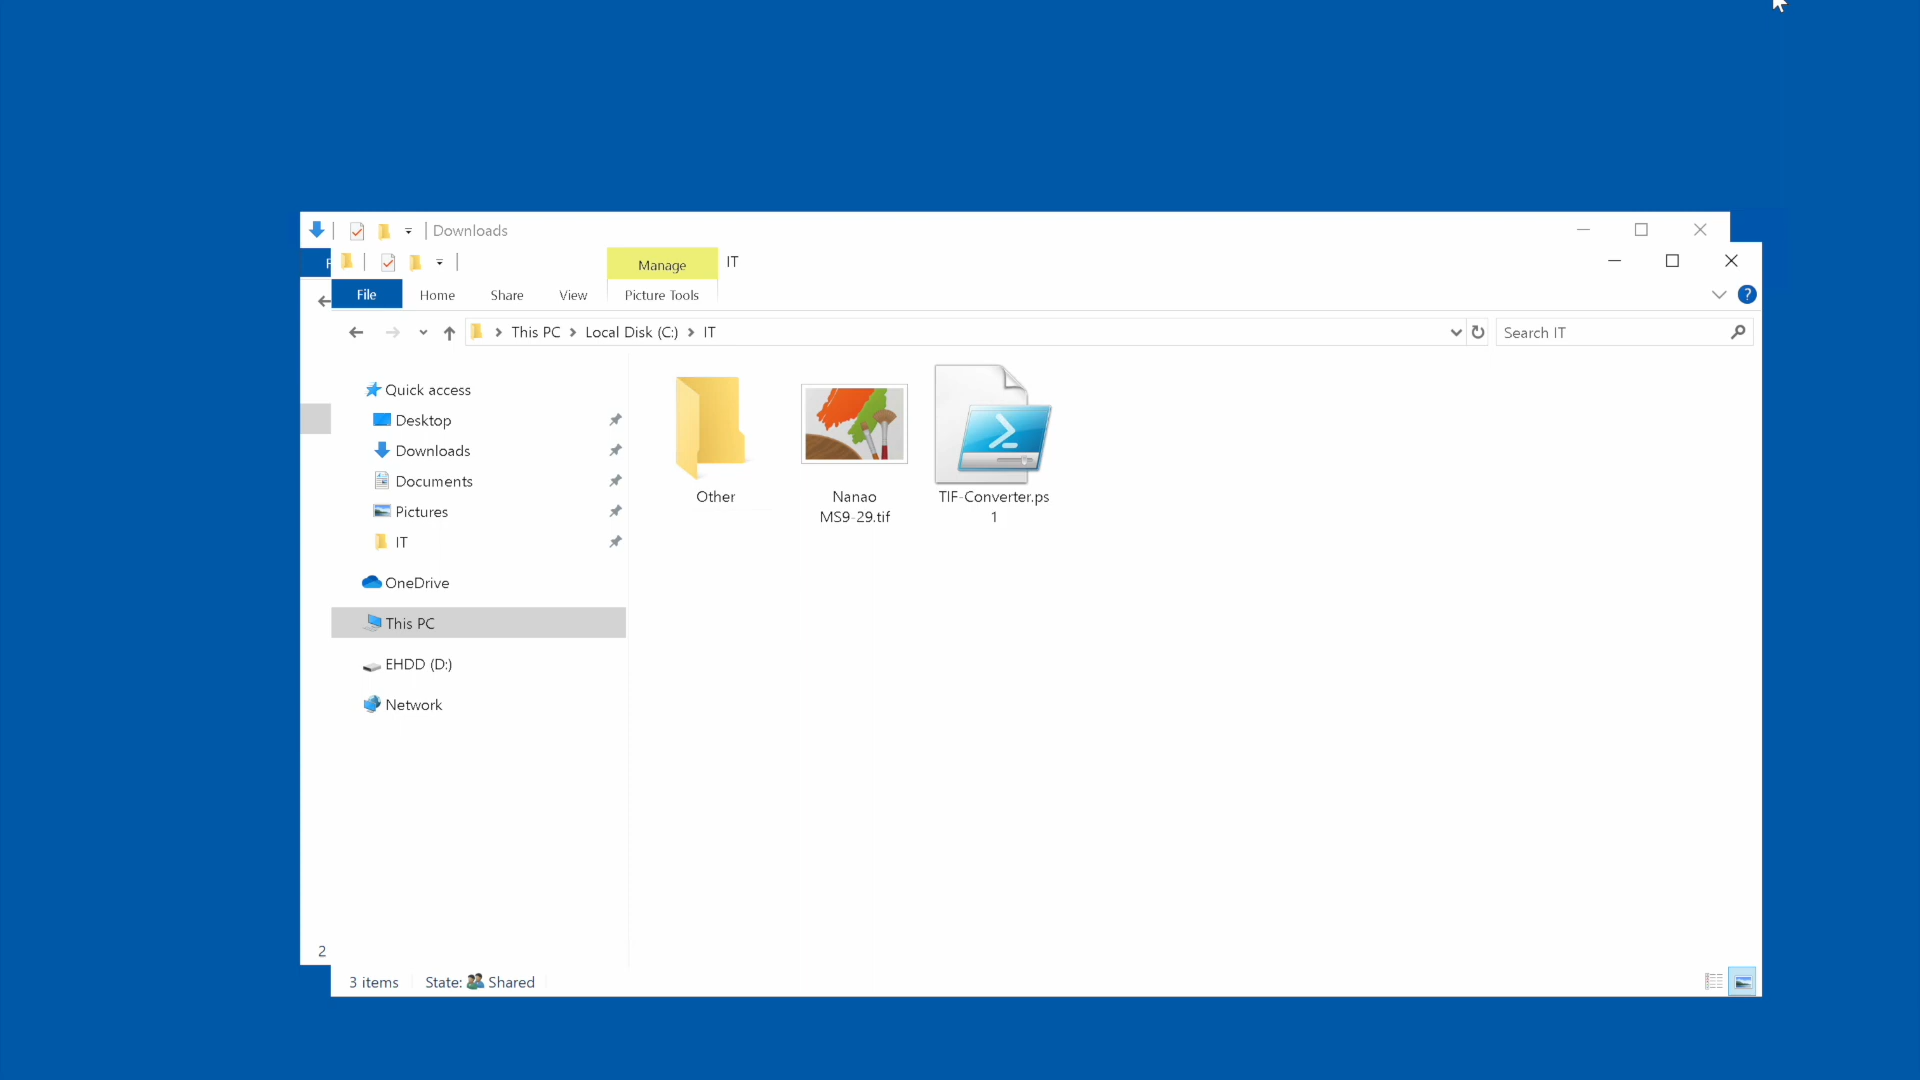 Downloads
F
Manage
IT
File
Home
Share
View
Picture Tools
?
This PC
Local Disk (C:)
IT
Search IT
Quick access
Desktop
Downloads
Documents
Pictures
IT
OneDrive
This PC
EHDD (D:)
Network
Other
Nanao
MS9-29.tif
TIF-Converter.ps
1
2
3 items
State:
Shared